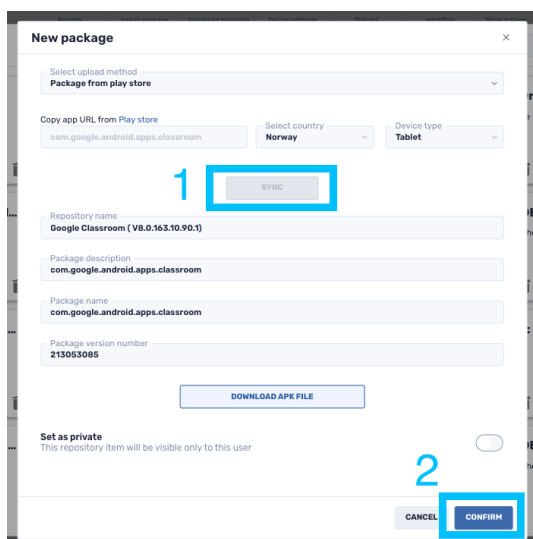 New package
Select upload method
Package from play store
Copy app URL from Play store
com.google.android.apps.classroom
Select country
Norway
Device type
Tablet
1
SYNC
Repository name
Google Classroom ( V8.0.163.10.90.1)
Package description
com.google.android.apps.classroom
Package name
com.google.android.apps.classroom
Package version number
213053085
DOWNLOAD APK FILE
Set as private
This repository item will be visible only to this user
2
CANCEL
CONFIRM